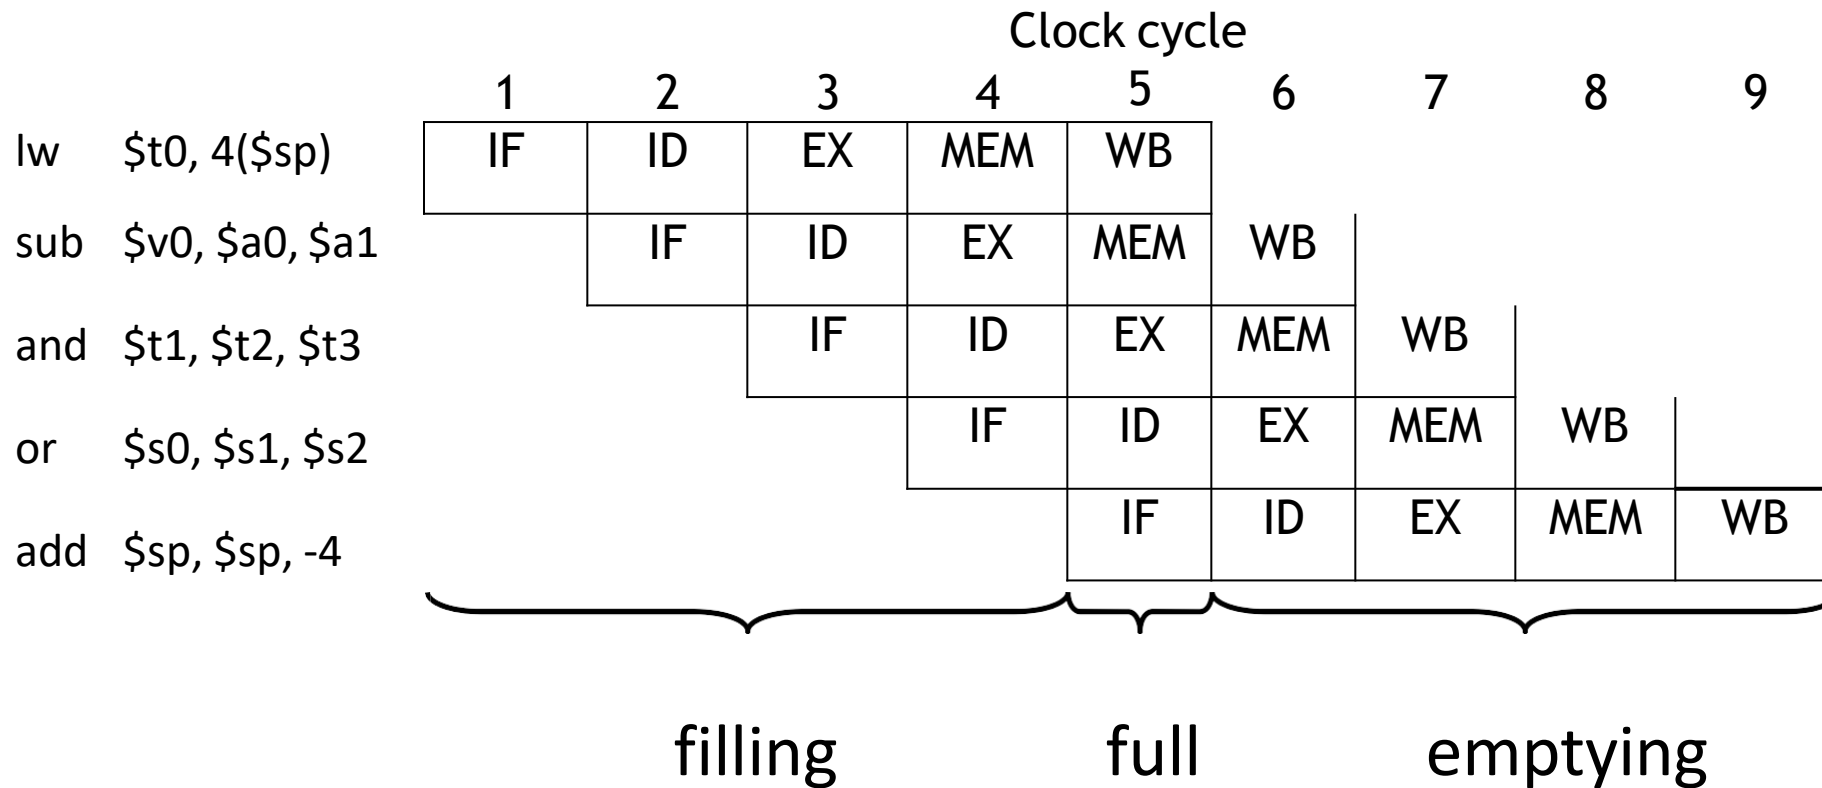 Clock cycle
1 2 3 4 5 6 7 8 9
lw $t0, 4($sp) IF ID EX MEM WB
sub $v0, $a0, $a1 IF ID EX MEM WB
and $t1, $t2, $t3 IF ID EX MEM WB
or $s0, $s1, $s2 IF ID EX MEM WB
add $sp, $sp, -4 IF ID EX MEM WB
filling full emptying